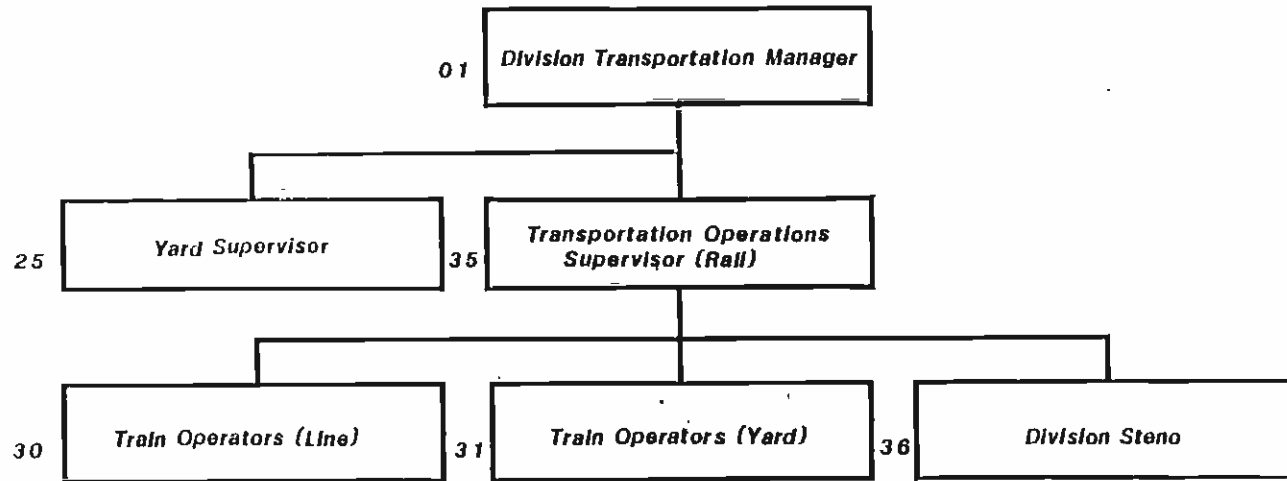 01
Division Transportation Manager
25
Yard Supervisor
35
Transportation Operations
Supervisor (Rail)
30
Train Operators (Line)
31
Train Operators (Yard)
36
Division Steno